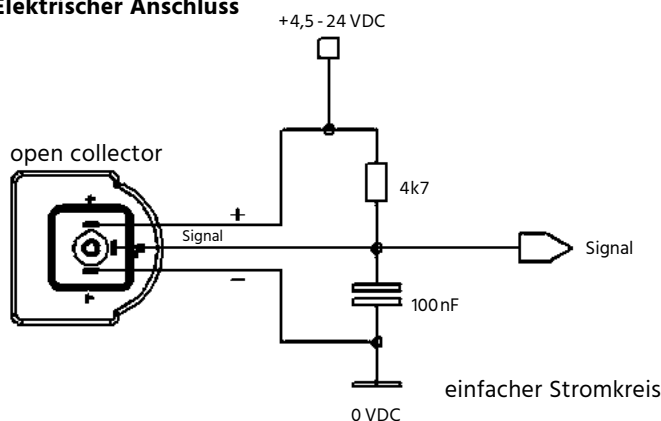 Elektrischer Anschluss
+4,5 - 24 VDC
open collector
4k7
+
Signal
Signal
–
100nF
einfacher Stromkreis
0 VDC